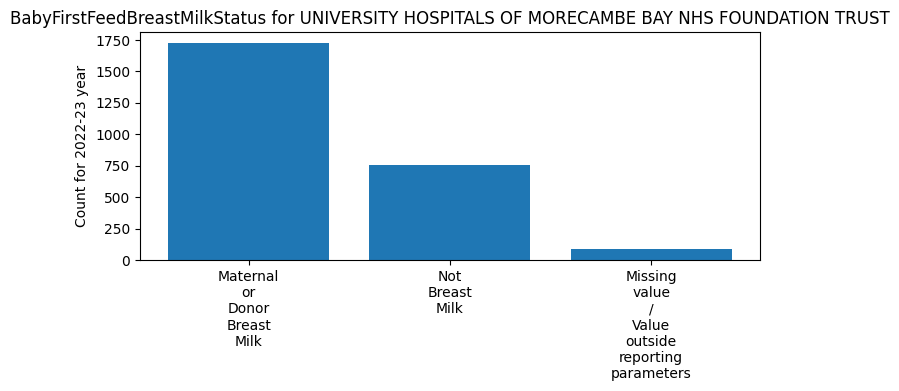 BabyFirstFeedBreastMilkStatus for UNIVERSITY HOSPITALS OF MORECAMBE BAY NHS FOUNDATION TRUST
Count for 2022-23 year
1750
1500
1250
1000
750
500
250
0
Maternal
or
Donor
Breast
Milk
Not
Breast
Milk
Missing
value
/
Value
outside
reporting
parameters